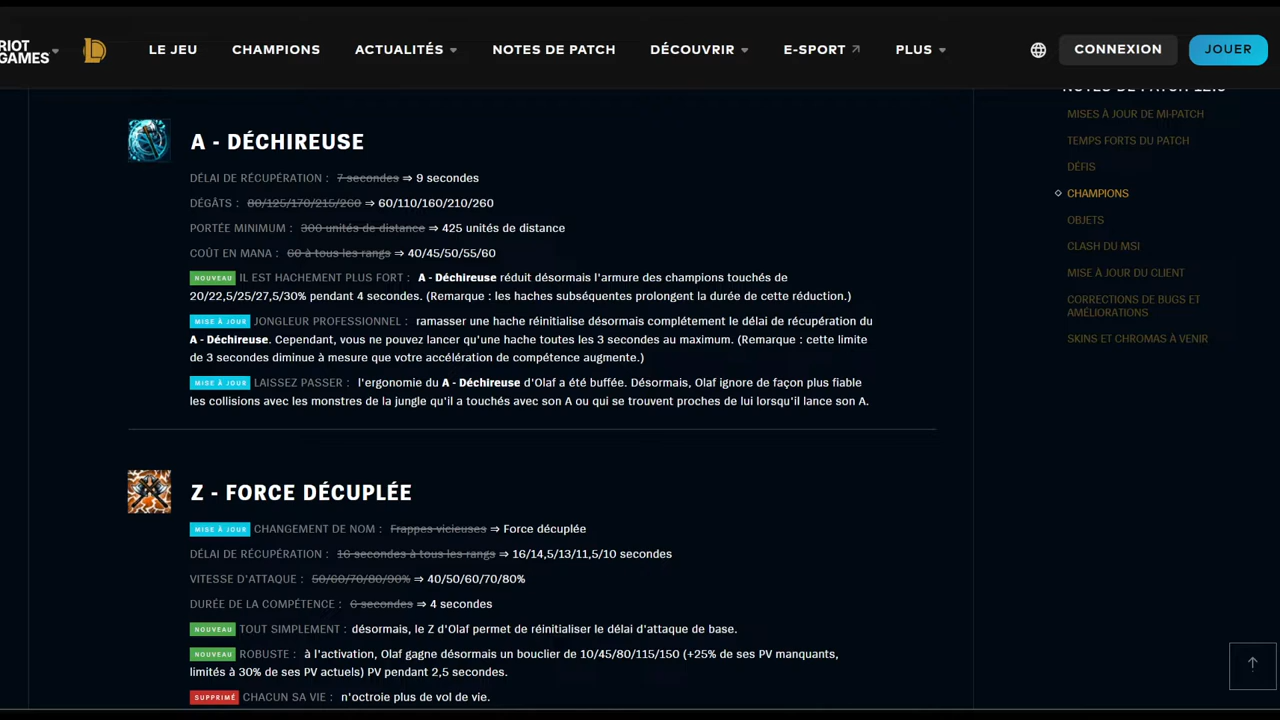 RIOT
GAMES
LE JEU
CHAMPIONS
ACTUALITÉS
NOTES DE PATCH
DÉCOUVRIR
E-SPORT
PLUS
CONNEXION
JOUER
A - DÉCHIREUSE
DÉLAI DE RÉCUPÉRATION : 7 secondes ⇒ 9 secondes
DÉGÂTS : 80/125/170/215/260 ⇒ 60/110/160/210/260
PORTÉE MINIMUM : 300 unités de distance ⇒ 425 unités de distance
COÛT EN MANA : 60 à tous les rangs ⇒ 40/45/50/55/60
NOUVEAU IL EST HACHEMENT PLUS FORT : A - Déchireuse réduit désormais l'armure des champions touchés de
20/22,5/25/27,5/30% pendant 4 secondes. (Remarque : les haches subséquentes prolongent la durée de cette réduction.)
MISE À JOUR JONGLEUR PROFESSIONNEL : ramasser une hache réinitialise désormais complétement le délai de récupération du
A - Déchireuse. Cependant, vous ne pouvez lancer qu'une hache toutes les 3 secondes au maximum. (Remarque : cette limite
de 3 secondes diminue à mesure que votre accélération de compétence augmente.)
MISE À JOUR LAISSEZ PASSER : l'ergonomie du A - Déchireuse d'Olaf a été buffée. Désormais, Olaf ignore de façon plus fiable
les collisions avec les monstres de la jungle qu'il a touchés avec son A ou qui se trouvent proches de lui lorsqu'il lance son A.
Z - FORCE DÉCUPLÉE
MISE À JOUR CHANGEMENT DE NOM : Frappes vicieuses ⇒ Force décuplée
DÉLAI DE RÉCUPÉRATION : 16 secondes à tous les rangs ⇒ 16/14,5/13/11,5/10 secondes
VITESSE D'ATTAQUE : 50/60/70/80/90% ⇒ 40/50/60/70/80%
DURÉE DE LA COMPÉTENCE : 6 secondes ⇒ 4 secondes
NOUVEAU TOUT SIMPLEMENT : désormais, le Z d'Olaf permet de réinitialiser le délai d'attaque de base.
NOUVEAU ROBUSTE : à l'activation, Olaf gagne désormais un bouclier de 10/45/80/115/150 (+25% de ses PV manquants,
limités à 30% de ses PV actuels) PV pendant 2,5 secondes.
SUPPRIMÉ CHACUN SA VIE : n'octroie plus de vol de vie.
NOTES DE PATCH 12.9
MISES À JOUR DE MI-PATCH
TEMPS FORTS DU PATCH
DÉFIS
CHAMPIONS
OBJETS
CLASH DU MSI
MISE À JOUR DU CLIENT
CORRECTIONS DE BUGS ET
AMÉLIORATIONS
SKINS ET CHROMAS À VENIR